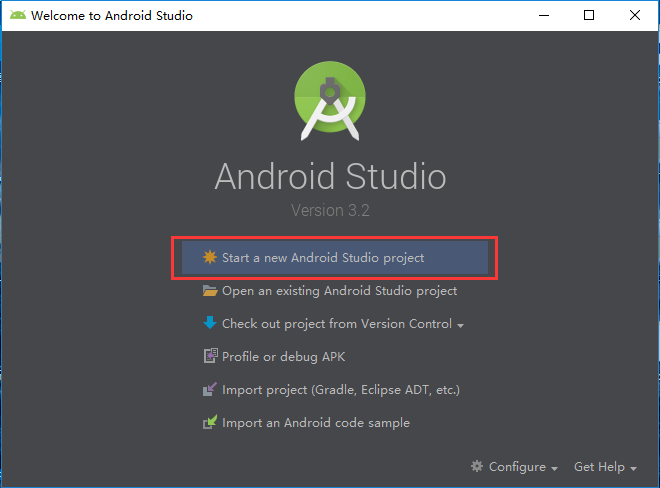 Welcome to Android Studio
Android Studio
Version 3.2
Start a new Android Studio project
Open an existing Android Studio project
Check out project from Version Control
Profile or debug APK
Import project (Gradle, Eclipse ADT, etc.)
Import an Android code sample
Configure Get Help